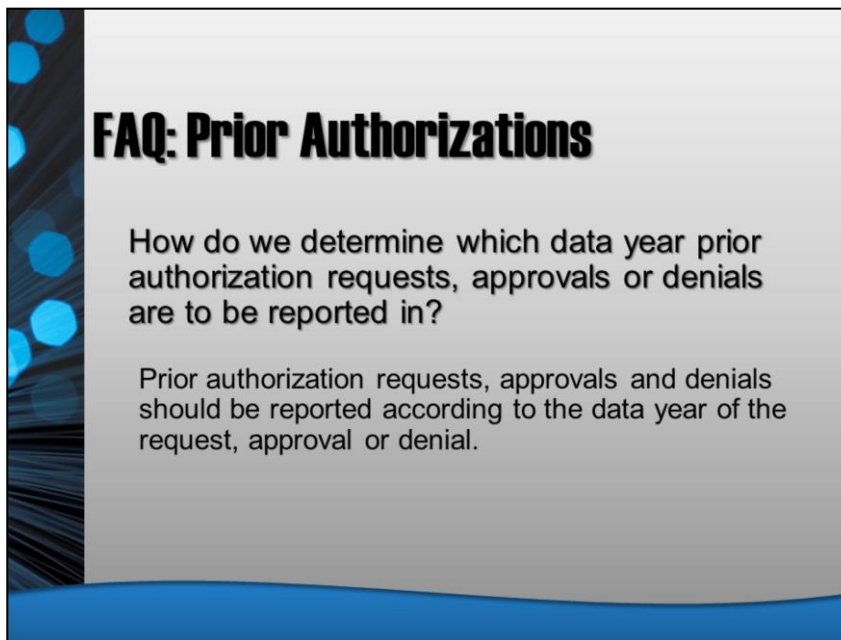 FAQ: Prior Authorizations
How do we determine which data year prior
authorization requests, approvals or denials
are to be reported in?
Prior authorization requests, approvals and denials
should be reported according to the data year of the
request, approval or denial.